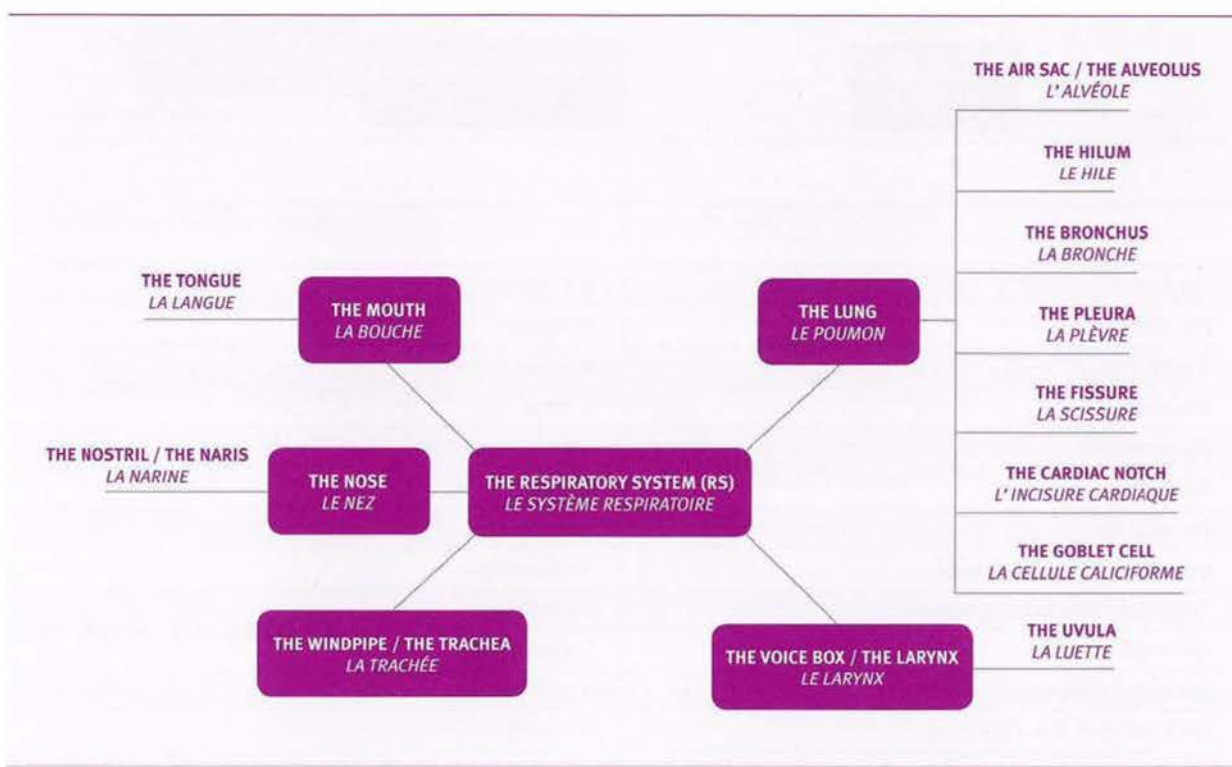 THE AIR SAC / THE ALVEOLUS
L' ALVÉOLE
THE HILUM
LE HILE
THE BRONCHUS
LA BRONCHE
THE TONGUE
LA LANGUE
THE MOUTH
LA BOUCHE
THE LUNG
LE POUMON
THE PLEURA
LA PLÈVRE
THE FISSURE
LA SCISSURE
THE NOSTRIL / THE NARIS
LA NARINE
THE NOSE
LE NEZ
THE RESPIRATORY SYSTEM (RS)
LE SYSTÈME RESPIRATOIRE
THE CARDIAC NOTCH
L' INCISURE CARDIAQUE
THE GOBLET CELL
LA CELLULE CALICIFORME
THE WINDPIPE / THE TRACHEA
LA TRACHÉE
THE VOICE BOX / THE LARYNX
LE LARYNX
THE UVULA
LA LUETTE